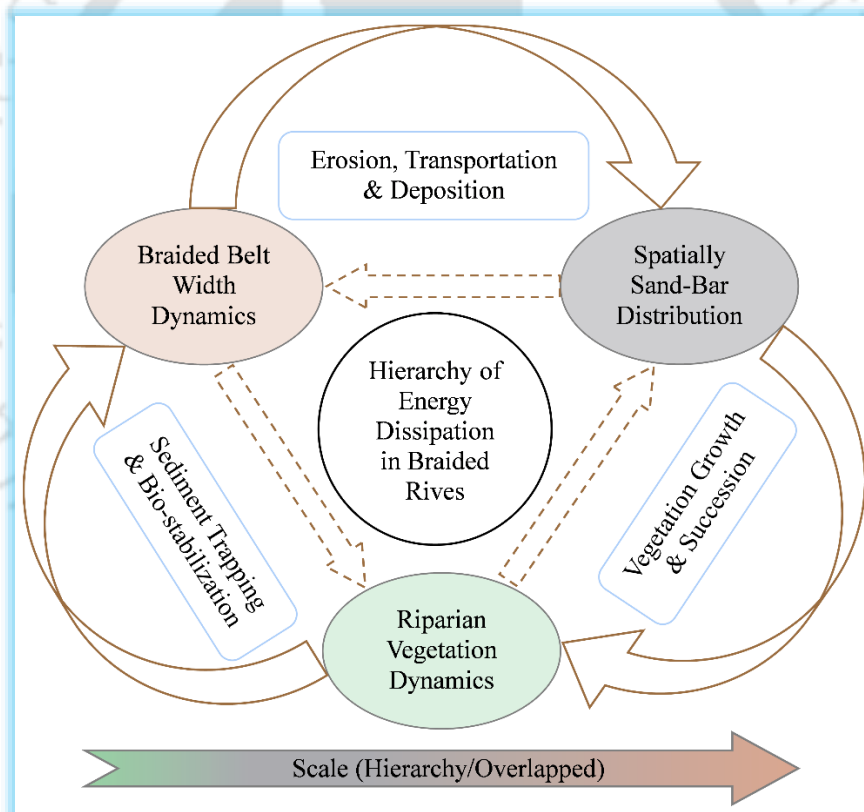 Erosion, Transportation
& Deposition
Braided Belt
Width
Dynamics
Spatially
Sand-Bar
Distribution
Hierarchy of
Energy
Dissipation
in Braided
Rives
Sediment Trapping
& Bio-stabilization
Vegetation Growth
& Succession
Riparian
Vegetation
Dynamics
Scale (Hierarchy/Overlapped)